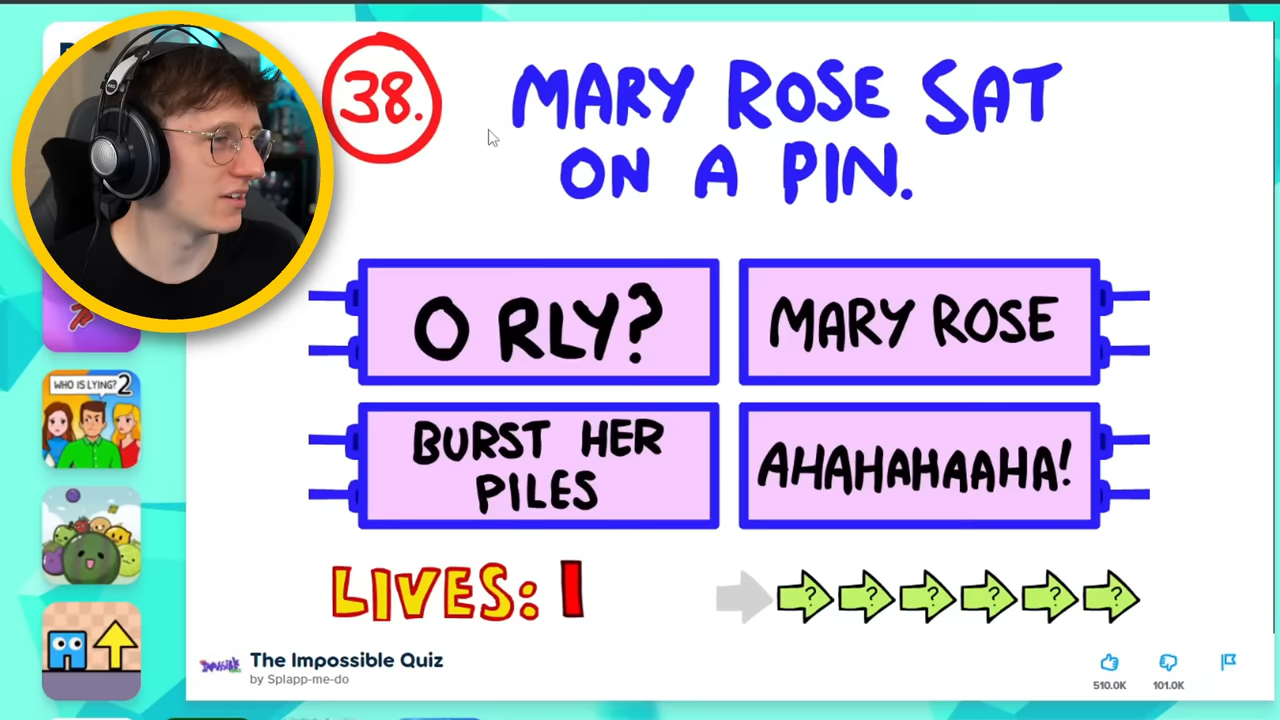 38.
MARY ROSE SAT
ON A PIN.
O RLY?
MARY ROSE
BURST HER
PILES
AHAHAHAAHA!
LIVES: 1
? ? ? ? ? ?
WHO IS LYING? 2
The Impossible Quiz
by Splapp-me-do
510.0K
101.0K